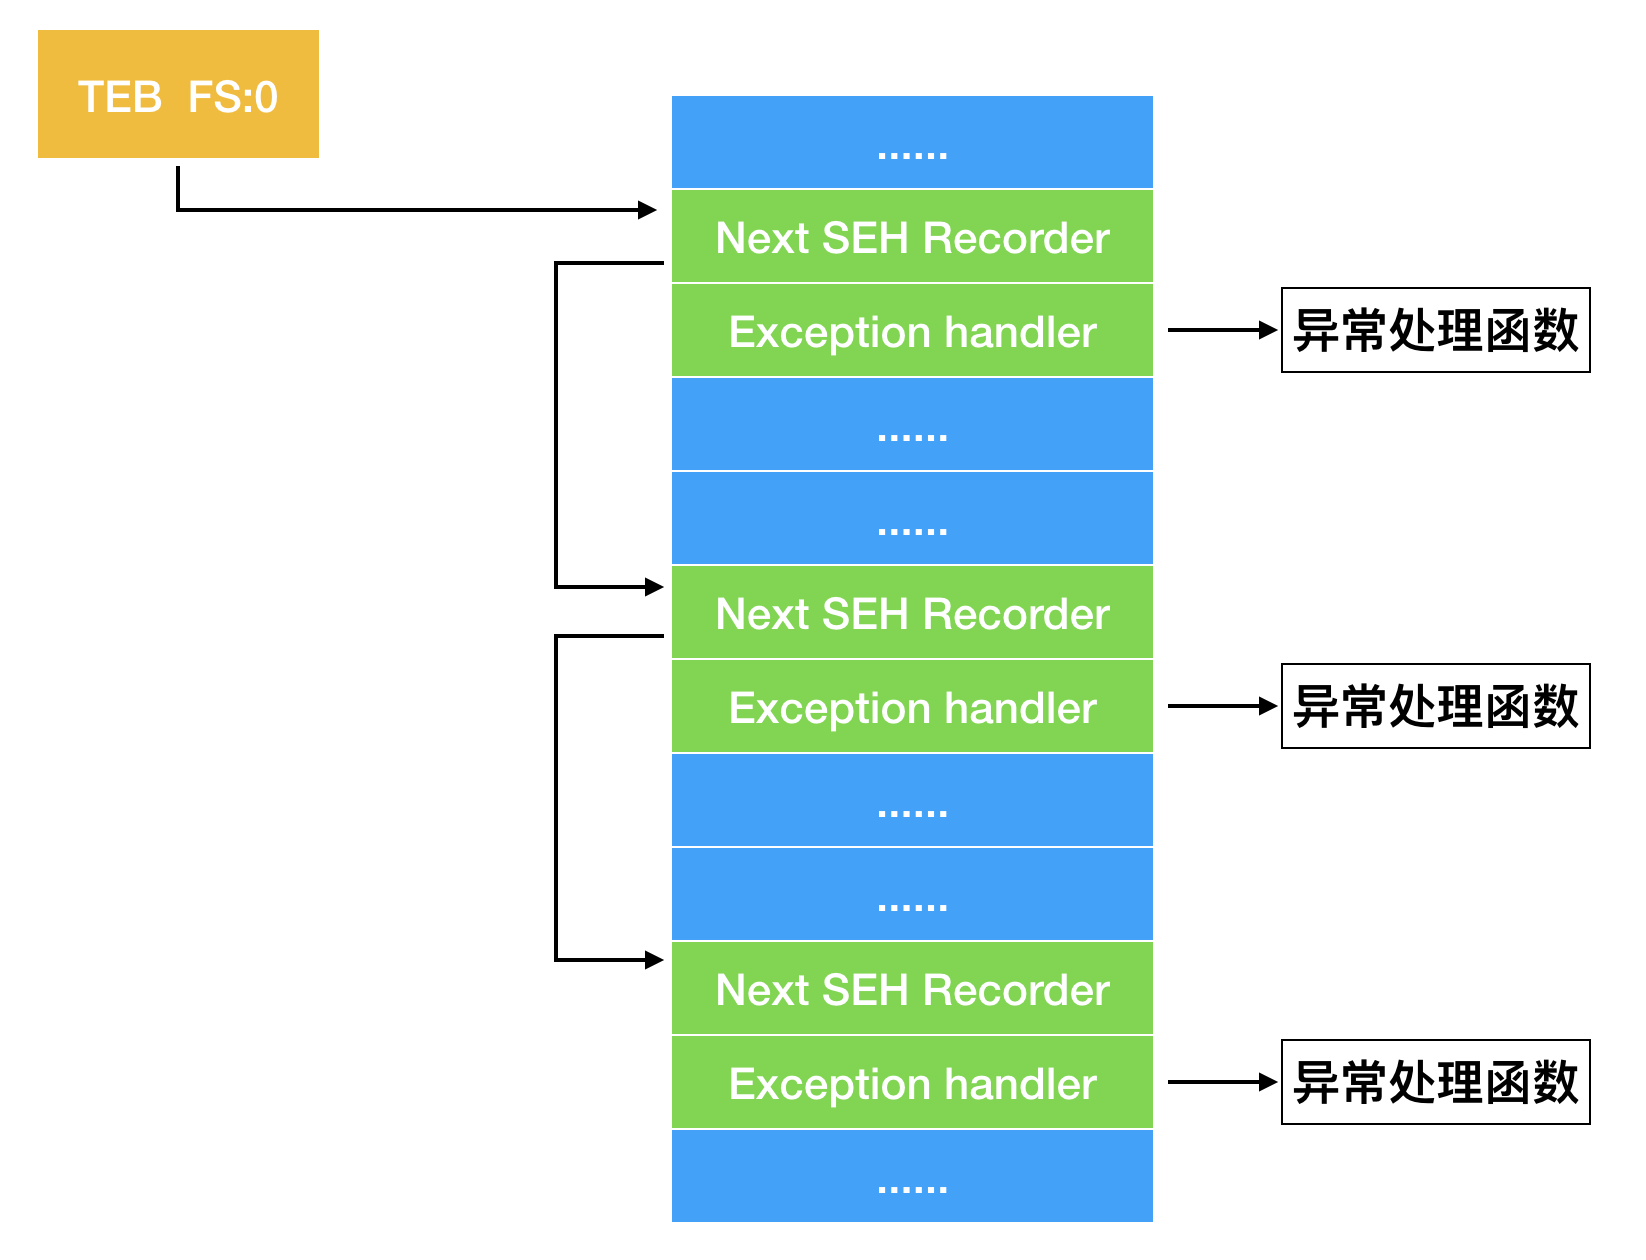 TEB FS:0
......
Next SEH Recorder
Exception handler
异常处理函数
......
......
Next SEH Recorder
Exception handler
异常处理函数
......
......
Next SEH Recorder
Exception handler
异常处理函数
......